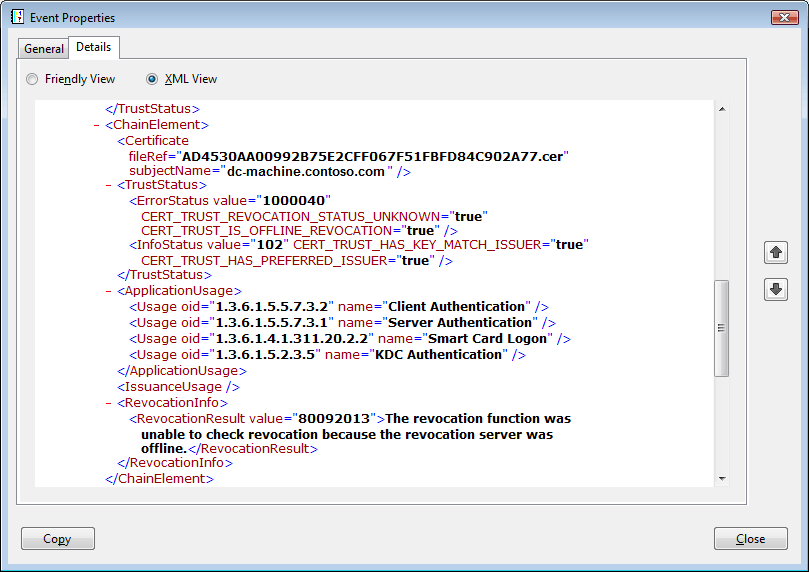 Event Properties
General
Details
Friendly View
XML View
</TrustStatus>
- <ChainElement>
<Certificate
fileRef="AD4530AA00992B75E2CFF067F51FBFD84C902A77.cer"
subjectName="dc-machine.contoso.com" />
- <TrustStatus>
<ErrorStatus value="1000040"
CERT_TRUST_REVOCATION_STATUS_UNKNOWN="true"
CERT_TRUST_IS_OFFLINE_REVOCATION="true" />
<InfoStatus value="102" CERT_TRUST_HAS_KEY_MATCH_ISSUER="true"
CERT_TRUST_HAS_PREFERRED_ISSUER="true" />
</TrustStatus>
- <ApplicationUsage>
<Usage oid="1.3.6.1.5.5.7.3.2" name="Client Authentication" />
<Usage oid="1.3.6.1.5.5.7.3.1" name="Server Authentication" />
<Usage oid="1.3.6.1.4.1.311.20.2.2" name="Smart Card Logon" />
<Usage oid="1.3.6.1.5.2.3.5" name="KDC Authentication" />
</ApplicationUsage>
<IssuanceUsage />
- <RevocationInfo>
<RevocationResult value="80092013">The revocation function was
unable to check revocation because the revocation server was
offline.</RevocationResult>
</RevocationInfo>
</ChainElement>
Copy
Close